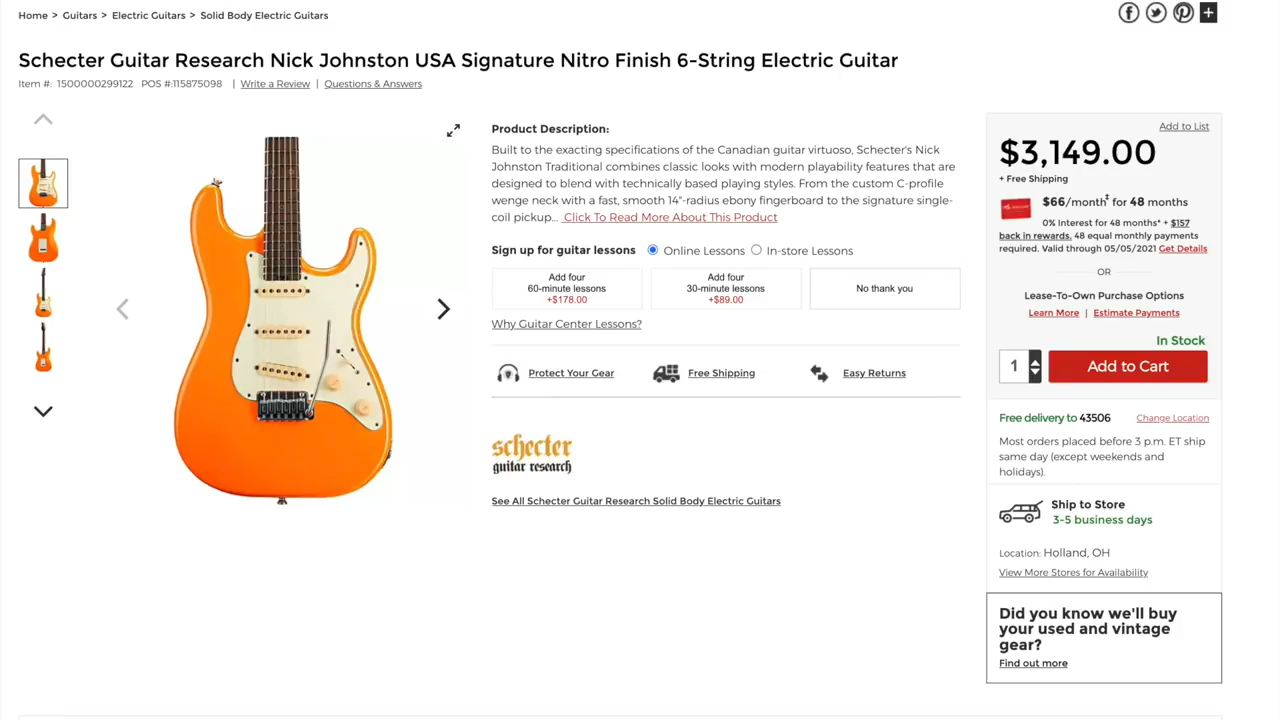 Home > Guitars > Electric Guitars > Solid Body Electric Guitars
Schecter Guitar Research Nick Johnston USA Signature Nitro Finish 6-String Electric Guitar
Item #: 1500000299122 POS #:115875098 | Write a Review | Questions & Answers
Product Description:
Built to the exacting specifications of the Canadian guitar virtuoso, Schecter's Nick
Johnston Traditional combines classic looks with modern playability features that are
designed to blend with technically based playing styles. From the custom C-profile
wenge neck with a fast, smooth 14"-radius ebony fingerboard to the signature single-
coil pickup... Click To Read More About This Product
Sign up for guitar lessons Online Lessons In-store Lessons
Add four
60-minute lessons
+$178.00
Add four
30-minute lessons
+$89.00
No thank you
Why Guitar Center Lessons?
Protect Your Gear
Free Shipping
Easy Returns
schecter
guitar research
See All Schecter Guitar Research Solid Body Electric Guitars
Add to List
$3,149.00
+ Free Shipping
$66/month‡ for 48 months
0% Interest for 48 months* + $157
back in rewards. 48 equal monthly payments
required. Valid through 05/05/2021 Get Details
OR
Lease-To-Own Purchase Options
Learn More | Estimate Payments
In Stock
1 Add to Cart
Free delivery to 43506 Change Location
Most orders placed before 3 p.m. ET ship
same day (except weekends and
holidays).
Ship to Store
3-5 business days
Location: Holland, OH
View More Stores for Availability
Did you know we'll buy
your used and vintage
gear?
Find out more